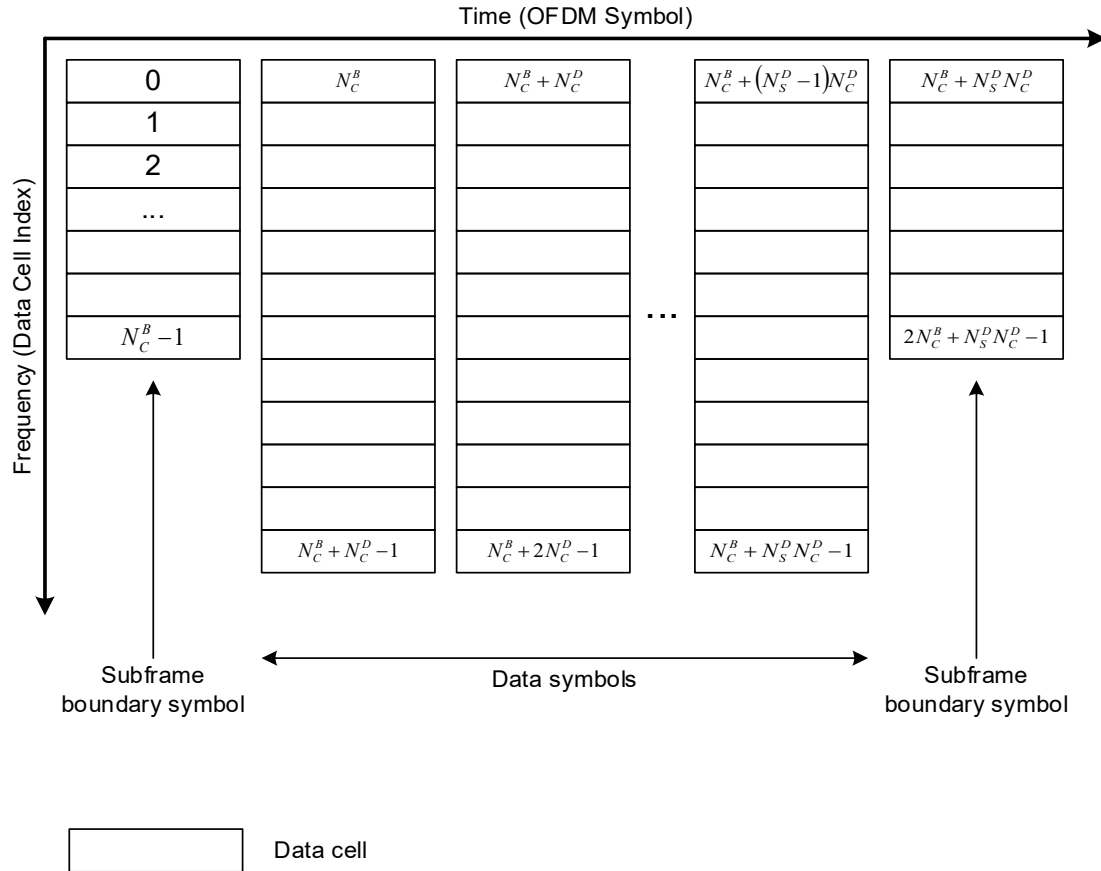 Time (OFDM Symbol)
Frequency (Data Cell Index)
0
1
2
...
N_C^B − 1
N_C^B
N_C^B + N_C^D − 1
N_C^B + N_C^D
N_C^B + 2N_C^D − 1
...
N_C^B + (N_S^D − 1)N_C^D
N_C^B + N_S^D N_C^D − 1
N_C^B + N_S^D N_C^D
2N_C^B + N_S^D N_C^D − 1
Subframe
boundary symbol
Data symbols
Subframe
boundary symbol
Data cell